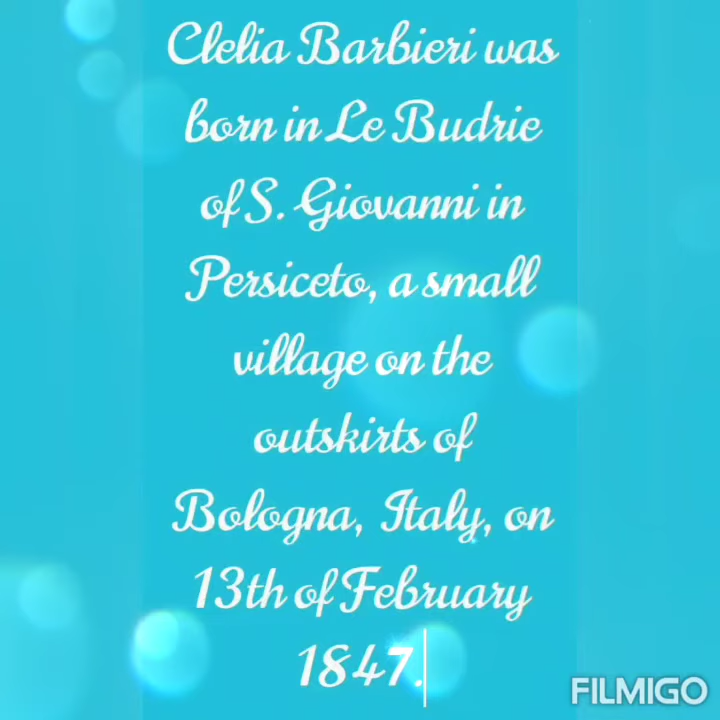 Clelia Barbieri was
born in Le Budrie
of S. Giovanni in
Persiceto, a small
village on the
outskirts of
Bologna, Italy, on
13th of February
1847.
FILMIGO